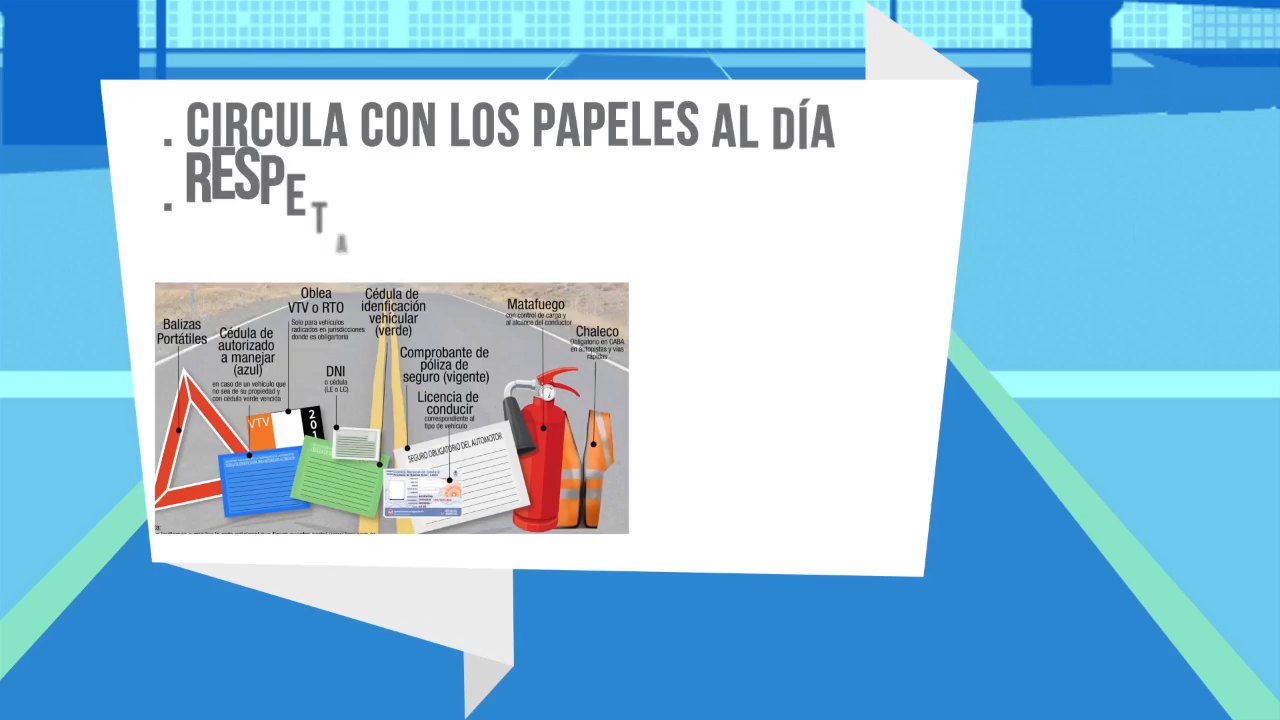 . CIRCULA CON LOS PAPELES AL DÍA
. RESPETA
Balizas
Portátiles
Cédula de
autorizado
a manejar
(azul)
en caso de un vehículo que
no sea de su propiedad y
con cédula verde vencida
Oblea
VTV o RTO
Solo para vehículos
radicados en jurisdicciones
donde es obligatoria
DNI
o cédula
(LE o LC)
Cédula de
idenficación
vehicular
(verde)
Comprobante de
póliza de
seguro (vigente)
Licencia de
conducir
correspondiente al
tipo de vehículo
Matafuego
con control de carga y
al alcance del conductor
Chaleco
Obligatorio en CABA
en autopistas y vías
rápidas
VTV
201
SEGURO OBLIGATORIO DEL AUTOMOTOR